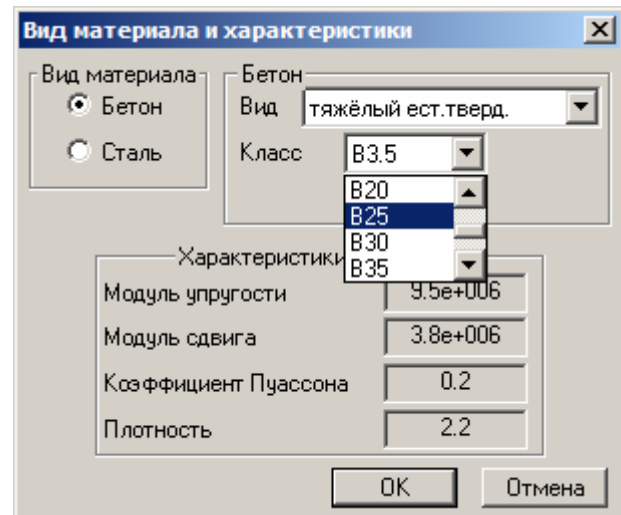 Вид материала и характеристики
Вид материала
Бетон
Сталь
Бетон
Вид тяжёлый ест.тверд.
Класс B3.5
B20
B25
B30
B35
Характеристики
Модуль упругости 9.5e+006
Модуль сдвига 3.8e+006
Коэффициент Пуассона 0.2
Плотность 2.2
OK Отмена